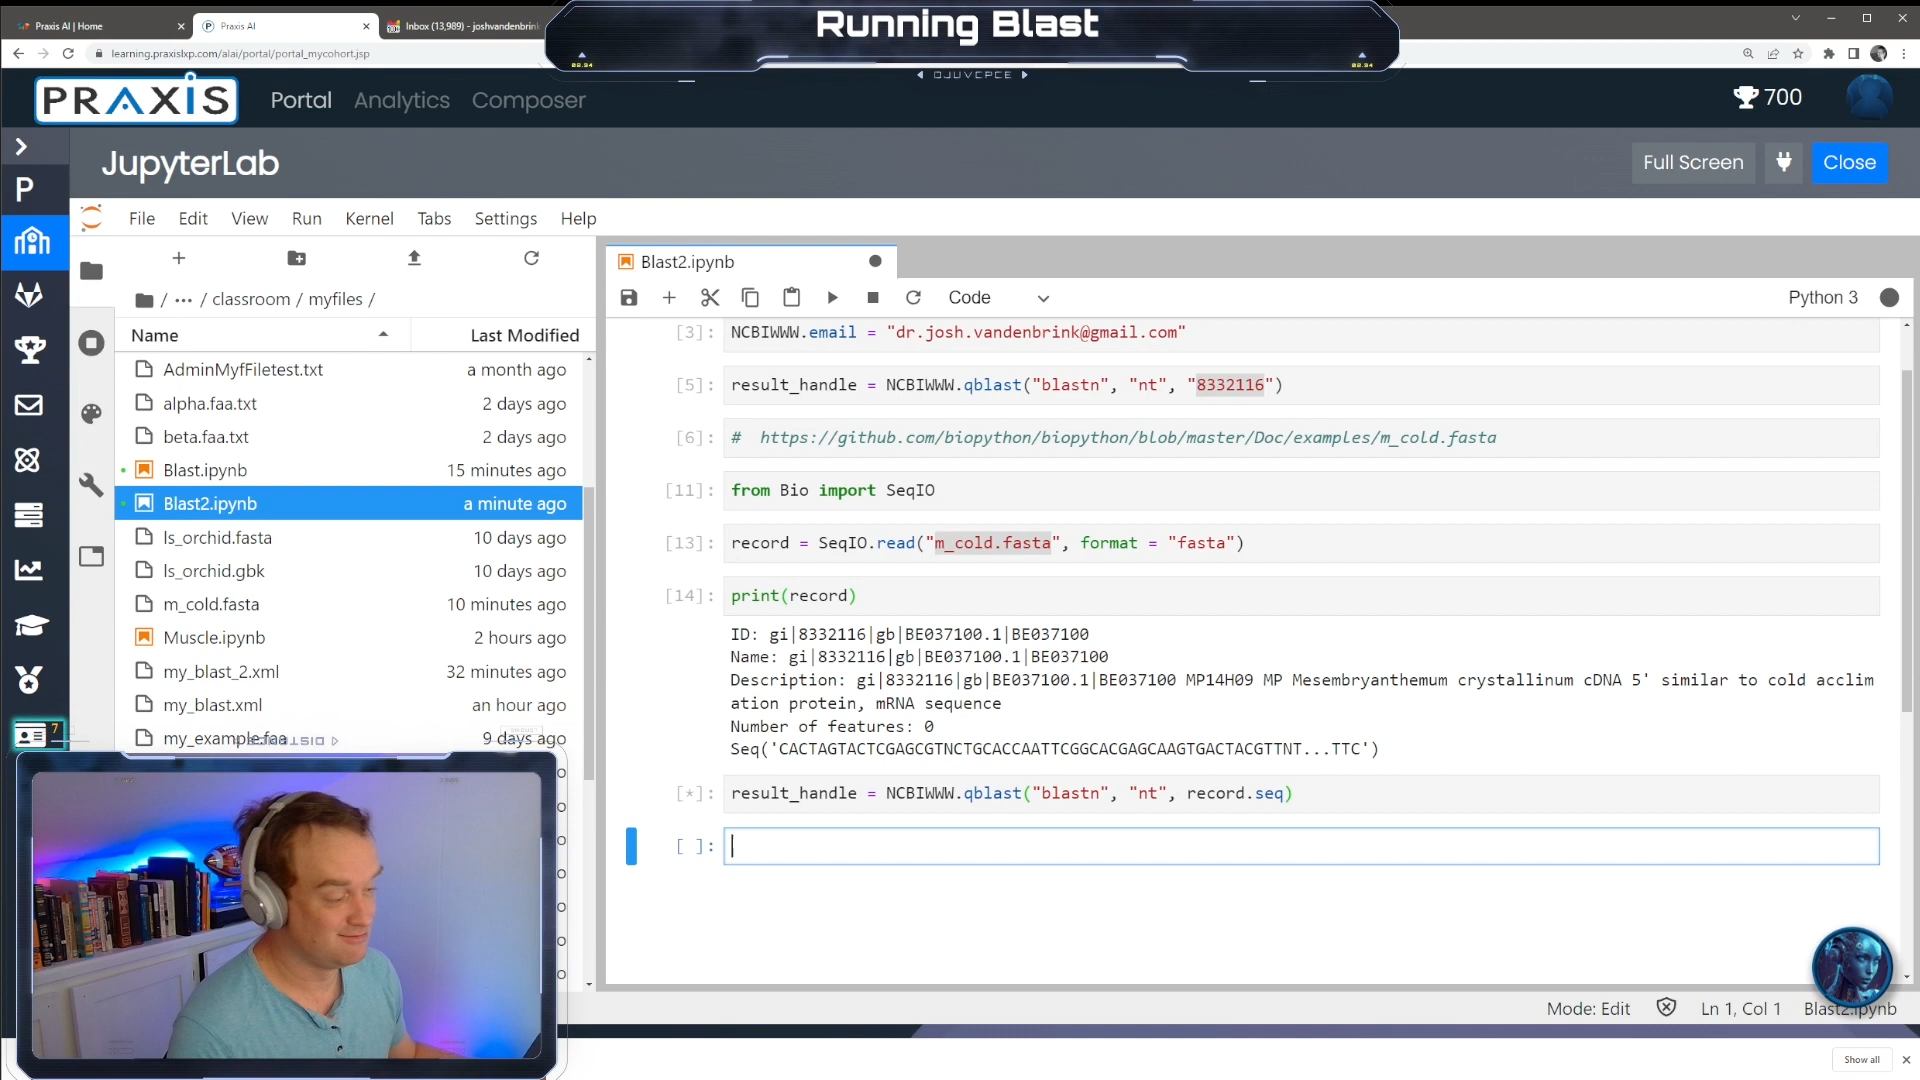 Praxis AI | Home
Praxis AI
Inbox (13,989) - joshvandenbrink
Running Blast
learning.praxislxp.com/alai/portal/portal_mycohort.jsp
02.94
02.94
OJUVCPCE
PRAXIS
Portal
Analytics
Composer
700
JupyterLab
Full Screen
Close
P
File
Edit
View
Run
Kernel
Tabs
Settings
Help
/ ··· / classroom / myfiles /
Name
Last Modified
AdminMyfFiletest.txt
a month ago
alpha.faa.txt
2 days ago
beta.faa.txt
2 days ago
Blast.ipynb
15 minutes ago
Blast2.ipynb
a minute ago
ls_orchid.fasta
10 days ago
ls_orchid.gbk
10 days ago
m_cold.fasta
10 minutes ago
Muscle.ipynb
2 hours ago
my_blast_2.xml
32 minutes ago
my_blast.xml
an hour ago
my_example.faa
9 days ago
7
Blast2.ipynb
Code
Python 3
[3]: NCBIWWW.email = "dr.josh.vandenbrink@gmail.com"
[5]: result_handle = NCBIWWW.qblast("blastn", "nt", "8332116")
[6]: # https://github.com/biopython/biopython/blob/master/Doc/examples/m_cold.fasta
[11]: from Bio import SeqIO
[13]: record = SeqIO.read("m_cold.fasta", format = "fasta")
[14]: print(record)
ID: gi|8332116|gb|BE037100.1|BE037100
Name: gi|8332116|gb|BE037100.1|BE037100
Description: gi|8332116|gb|BE037100.1|BE037100 MP14H09 MP Mesembryanthemum crystallinum cDNA 5' similar to cold acclim
ation protein, mRNA sequence
Number of features: 0
Seq('CACTAGTACTCGAGCGTNCTGCACCAATTCGGCACGAGCAAGTGACTACGTTNT...TTC')
[*]: result_handle = NCBIWWW.qblast("blastn", "nt", record.seq)
[ ]:
Mode: Edit
Ln 1, Col 1
Blast2.ipynb
Show all